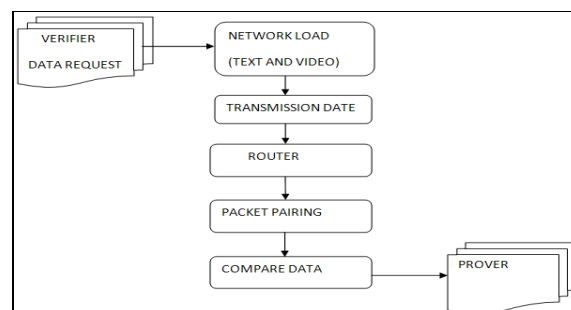 VERIFIER
DATA REQUEST
NETWORK LOAD
(TEXT AND VIDEO)
TRANSMISSION DATE
ROUTER
PACKET PAIRING
COMPARE DATA
PROVER